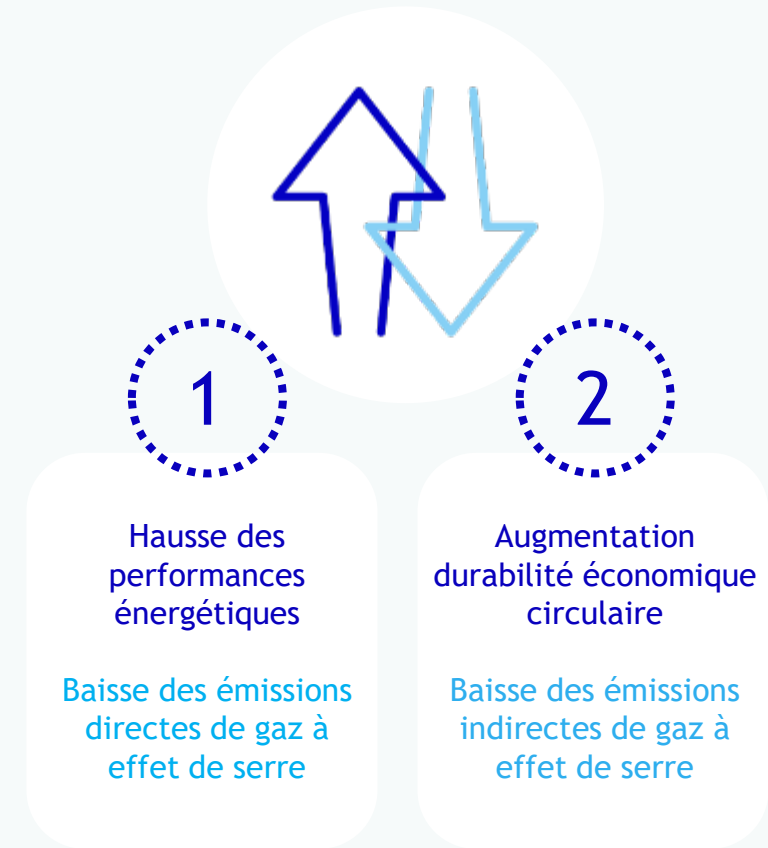 1
Hausse des
performances
énergétiques
Baisse des émissions
directes de gaz à
effet de serre
2
Augmentation
durabilité économique
circulaire
Baisse des émissions
indirectes de gaz à
effet de serre